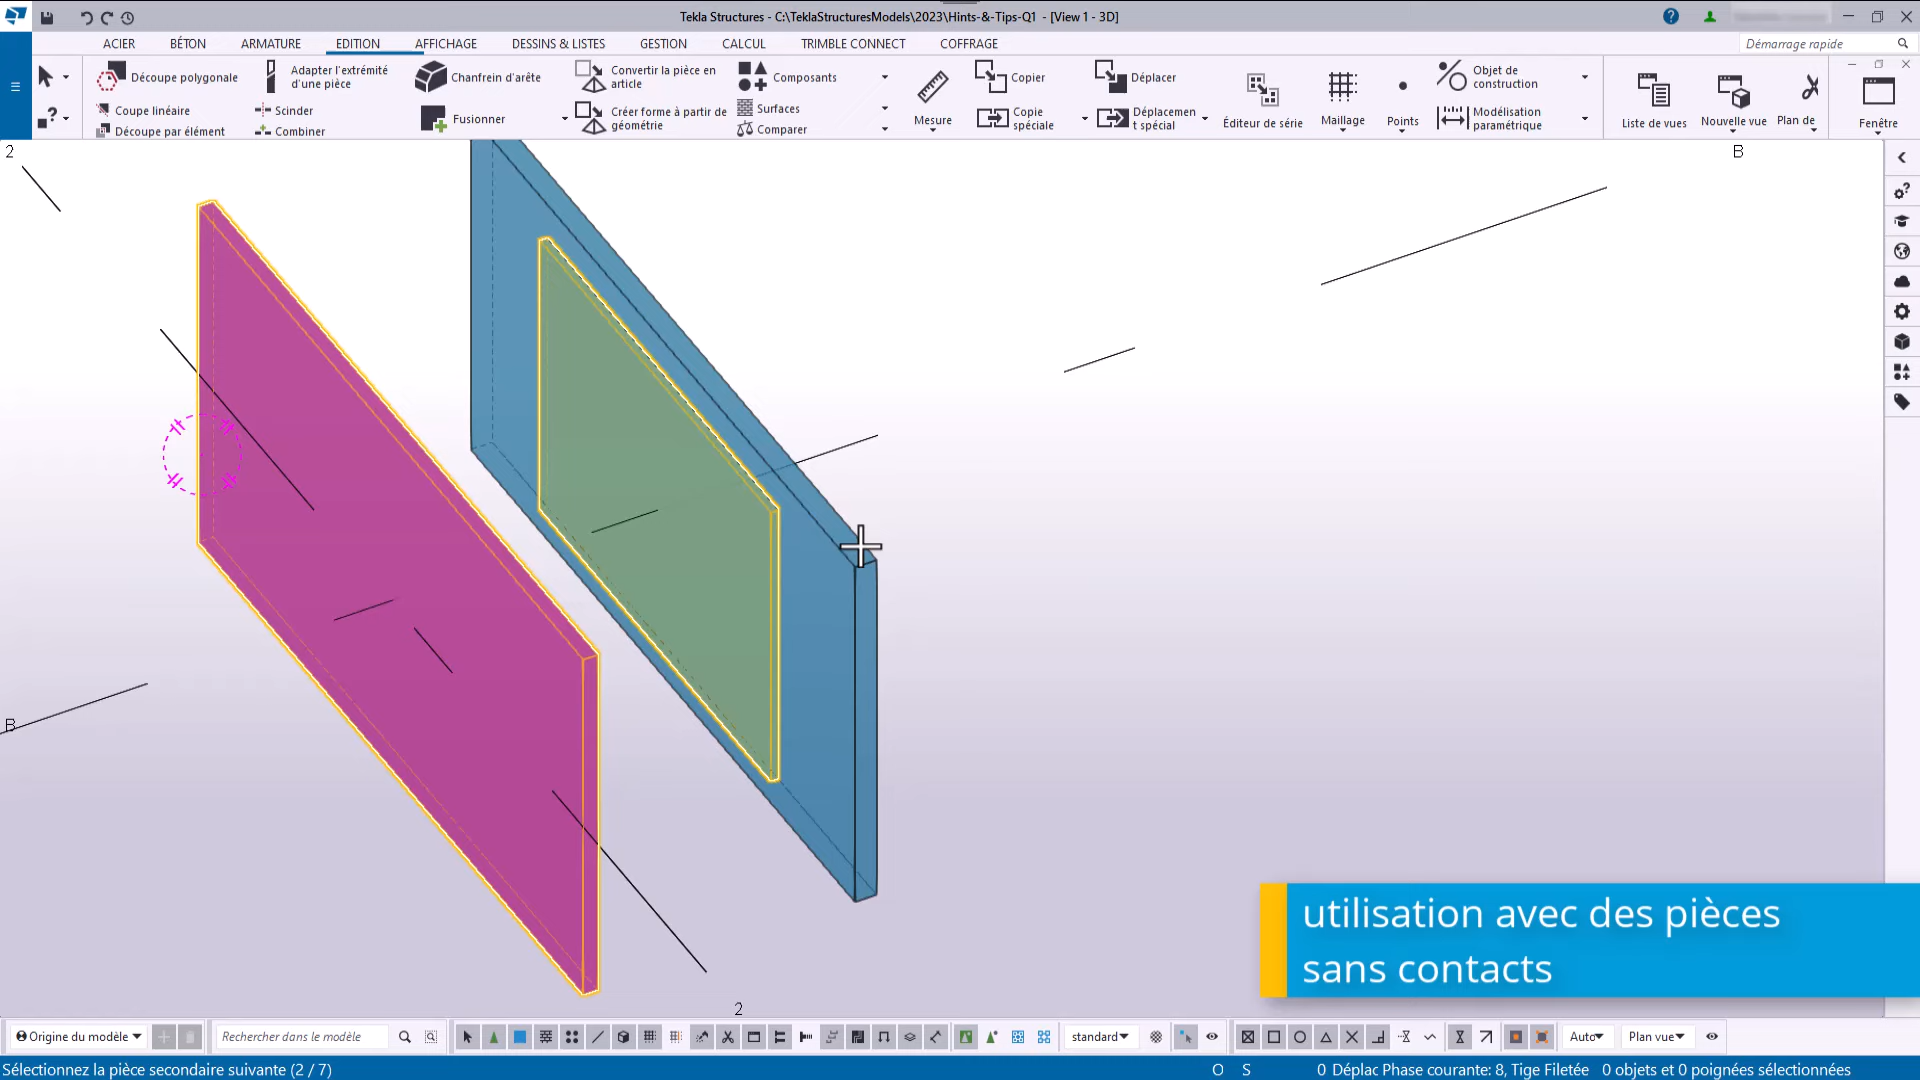 Tekla Structures - C:\TeklaStructuresModels\2023\Hints-&-Tips-Q1 - [View 1 - 3D]
ACIER BÉTON ARMATURE EDITION AFFICHAGE DESSINS & LISTES GESTION CALCUL TRIMBLE CONNECT COFFRAGE
Démarrage rapide
Découpe polygonale
Coupe linéaire
Découpe par élément
Adapter l'extrémité
d'une pièce
Scinder
Combiner
Chanfrein d'arête
Fusionner
Convertir la pièce en
article
Créer forme à partir de
géométrie
Composants
Surfaces
Comparer
Mesure
Copier
Copie
spéciale
Déplacer
Déplacemen
t spécial
Éditeur de série
Maillage
Points
Objet de
construction
Modélisation
paramétrique
Liste de vues
Nouvelle vue
Plan de
Fenêtre
2
B
B
2
utilisation avec des pièces
sans contacts
Origine du modèle
Rechercher dans le modèle
standard
Auto
Plan vue
Sélectionnez la pièce secondaire suivante (2 / 7)
O S 0 Déplac Phase courante: 8, Tige Filetée 0 objets et 0 poignées sélectionnées